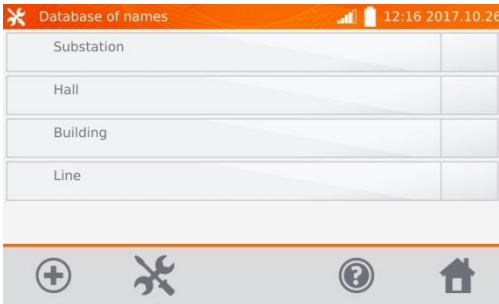 Database of names 12:16 2017.10.26
Substation
Hall
Building
Line